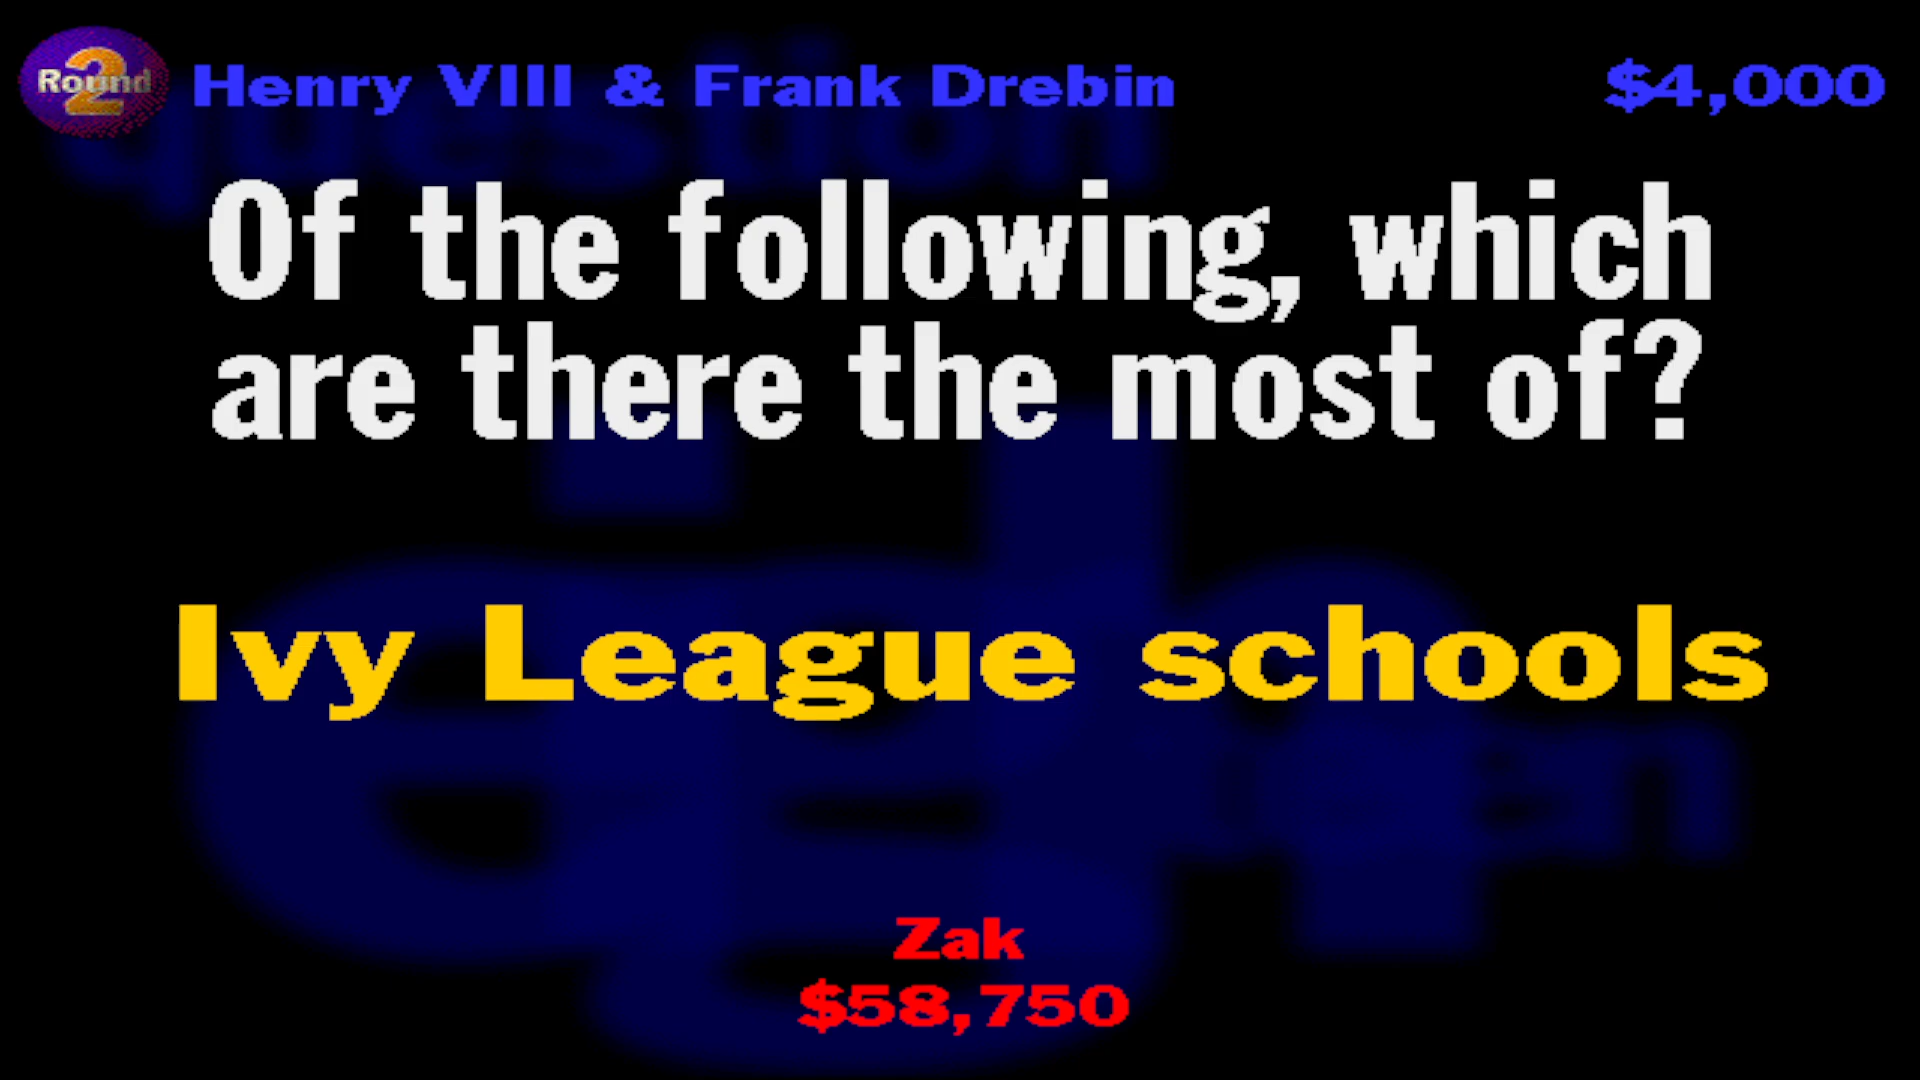 Round 2
Henry VIII & Frank Drebin
$4,000
question
Of the following, which
are there the most of?
Ivy League schools
Zak
$58,750